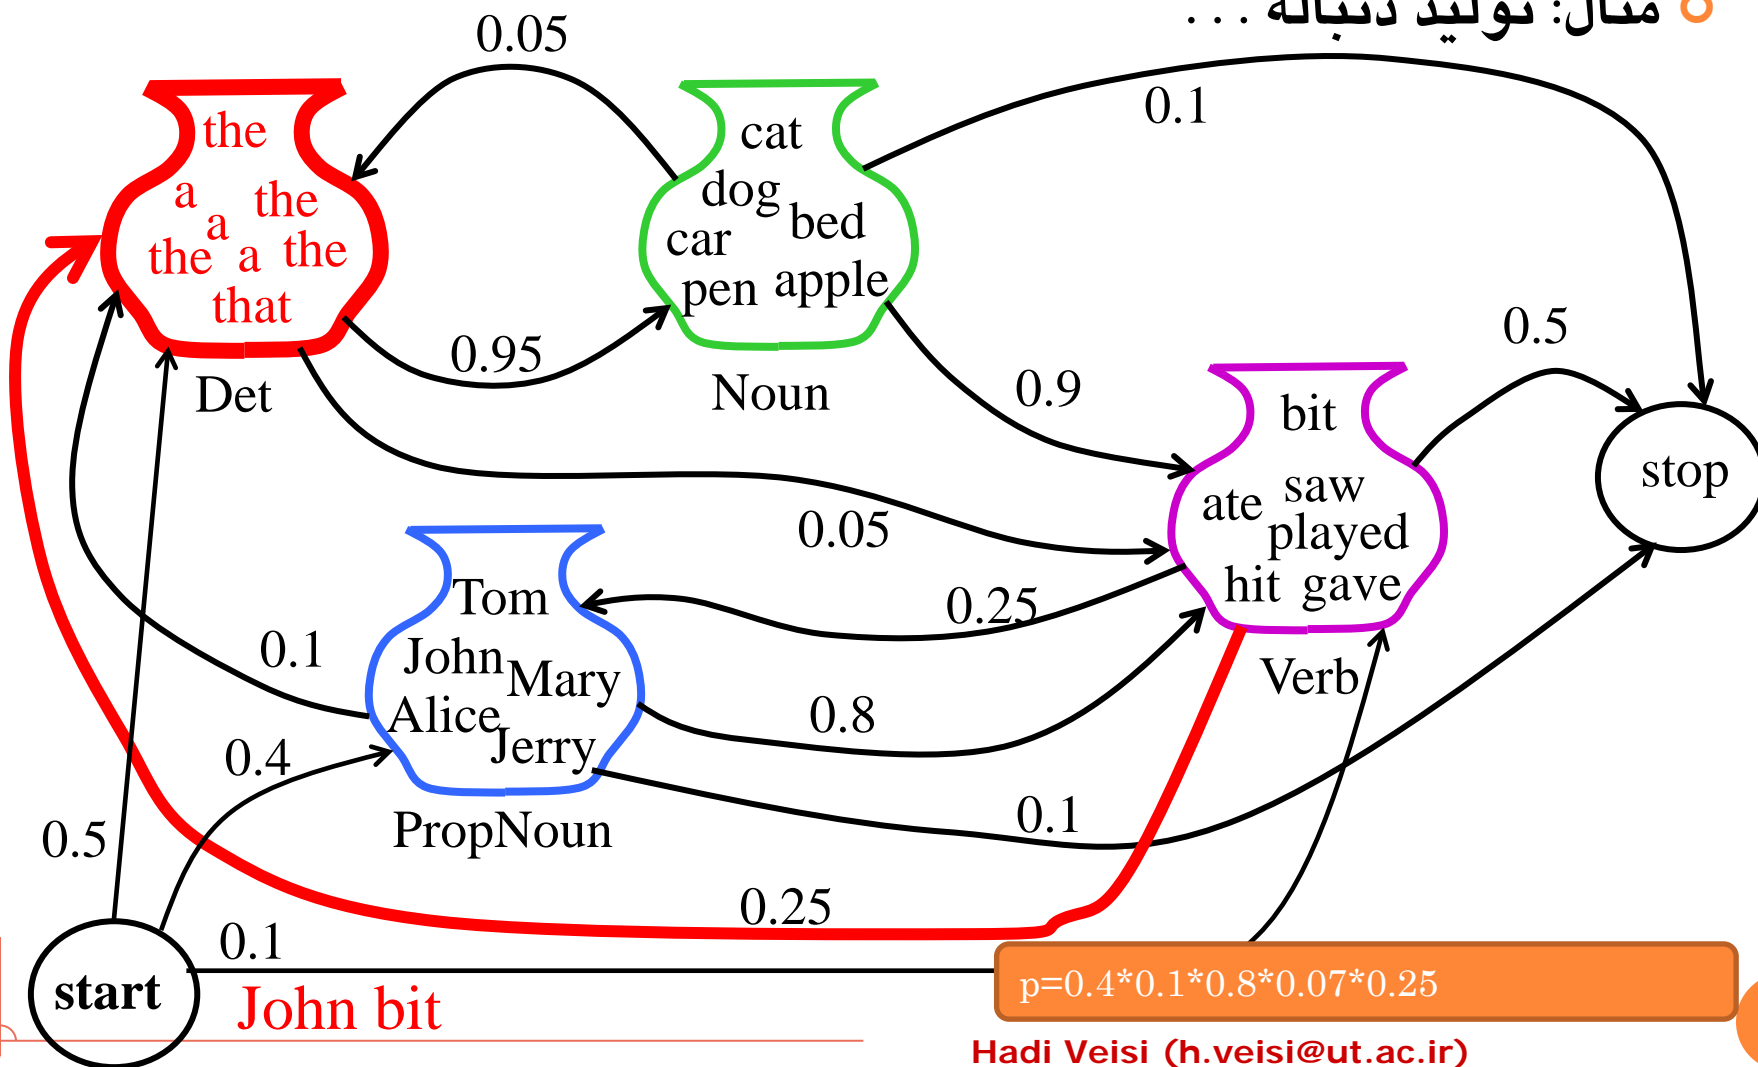 مثال: تولید دنباله ...
0.05
0.1
the
a the
a
the a the
that
Det
cat
dog
bed
car
pen apple
Noun
0.95
0.9
0.5
bit
saw
ate
played
hit gave
Verb
stop
0.05
0.25
Tom
John
Mary
Alice
Jerry
PropNoun
0.1
0.8
0.4
0.5
0.1
0.25
0.1
start
John bit
p=0.4*0.1*0.8*0.07*0.25
Hadi Veisi (h.veisi@ut.ac.ir)